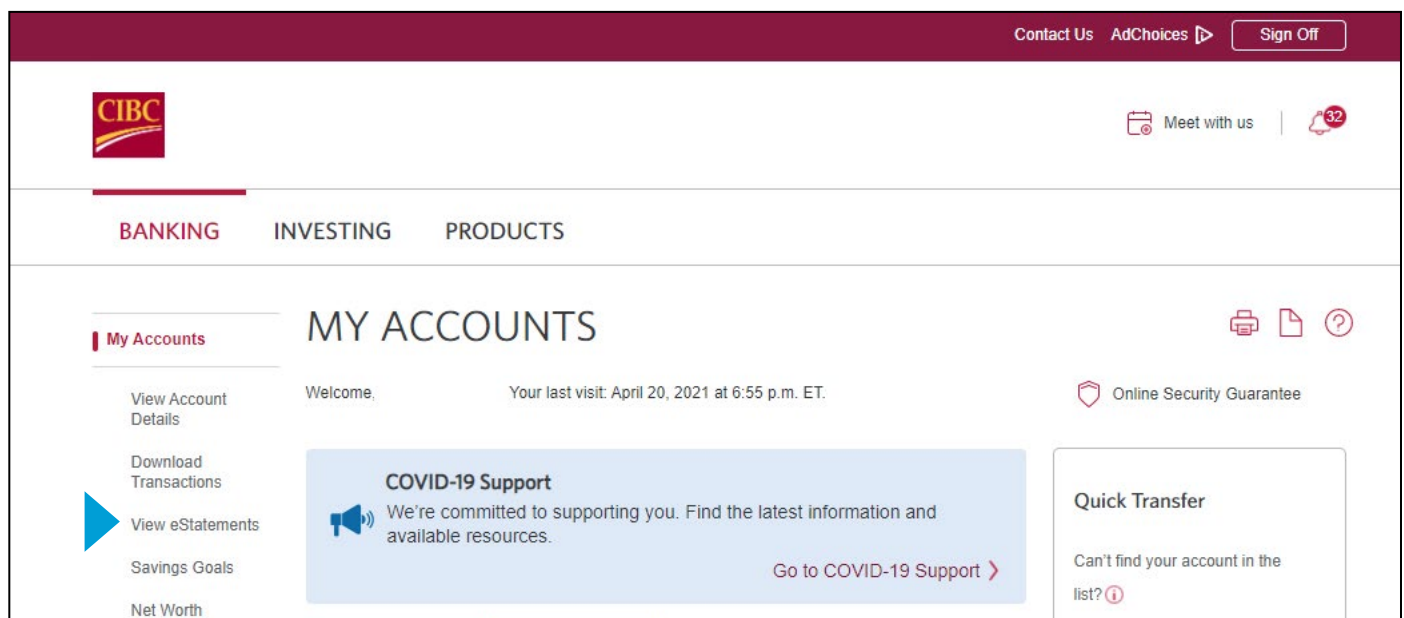 Contact Us AdChoices Sign Off
CIBC
Meet with us
32
BANKING INVESTING PRODUCTS
My Accounts
View Account
Details
Download
Transactions
View eStatements
Savings Goals
Net Worth
MY ACCOUNTS
Welcome, Your last visit: April 20, 2021 at 6:55 p.m. ET.
Online Security Guarantee
COVID-19 Support
We're committed to supporting you. Find the latest information and
available resources.
Go to COVID-19 Support
Quick Transfer
Can't find your account in the
list?